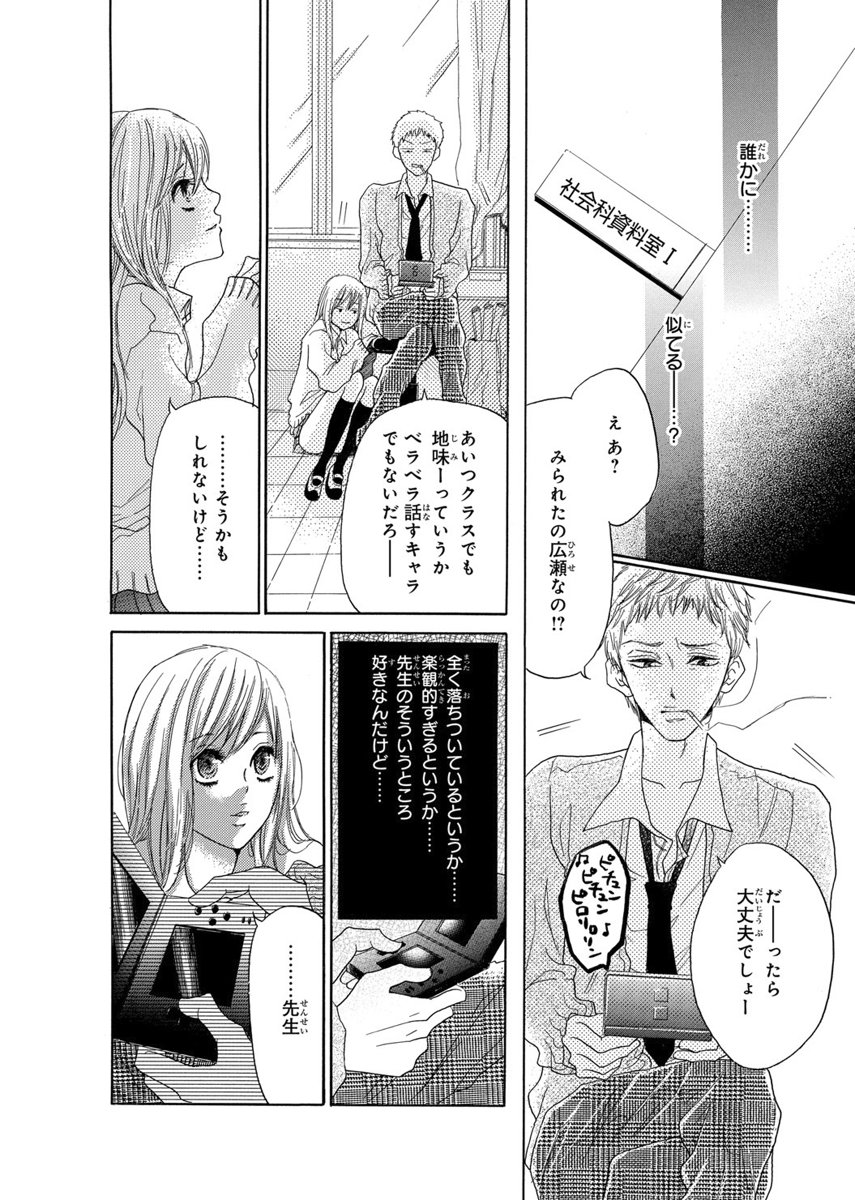 誰かに………
社会科資料室Ⅰ
似てる――…?
え あ?
みられたの広瀬なの!?
だ――ったら
大丈夫でしょー
ピチュン
♪ピチュン♪
ピロリロリン
あいつクラスでも
地味ーっていうか
ベラベラ話すキャラ
でもないだろ――
………そうかも
しれないけど……
全く落ちついているというか……
楽観的すぎるというか……
先生のそういうところ
好きなんだけど……
………先生